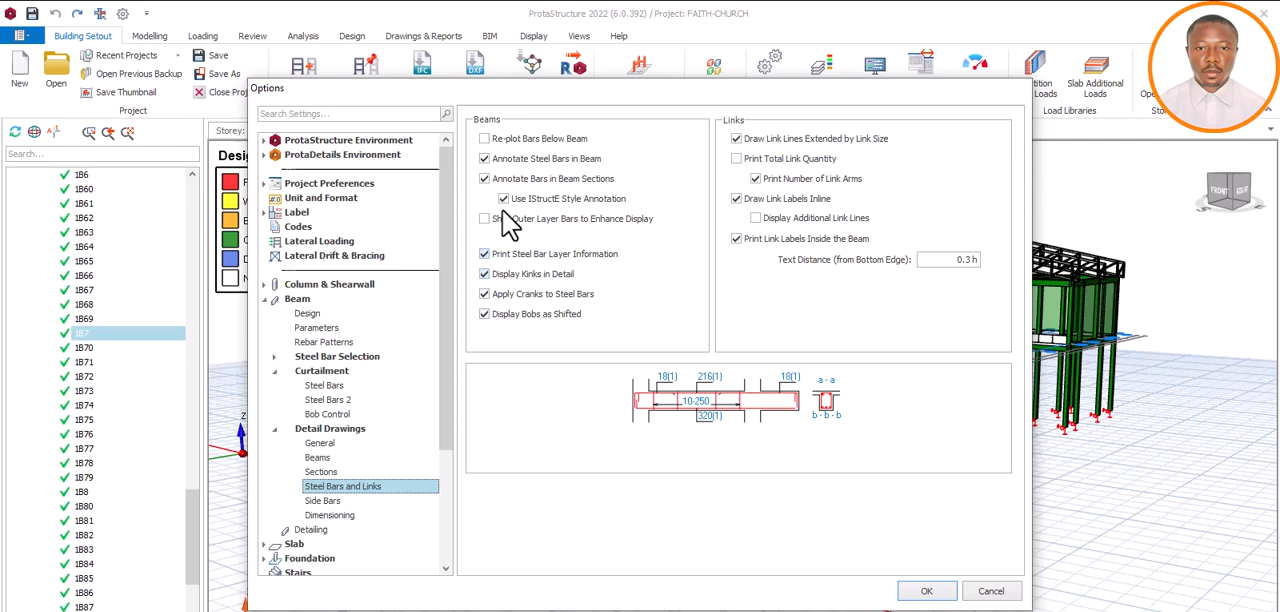 ProtaStructure 2022 (6.0.392) / Project: FAITH-CHURCH
Building Setout Modelling Loading Review Analysis Design Drawings & Reports BIM Display Views Help
New
Open
Recent Projects
Open Previous Backup
Save Thumbnail
Project
Save
Save As
Close Proj
IFC
DXF
R
Slab Additional
Loads
Load Libraries
Search...
1B6
1B60
1B61
1B62
1B63
1B64
1B65
1B66
1B67
1B68
1B69
1B7
1B70
1B71
1B72
1B73
1B74
1B75
1B76
1B77
1B78
1B79
1B8
1B80
1B81
1B82
1B83
1B84
1B85
1B86
1B87
Storey:
Z
FRONT
Options
Search Settings...
ProtaStructure Environment
ProtaDetails Environment
Project Preferences
Unit and Format
Label
Codes
Lateral Loading
Lateral Drift & Bracing
Column & Shearwall
Beam
Design
Parameters
Rebar Patterns
Steel Bar Selection
Curtailment
Steel Bars
Steel Bars 2
Bob Control
Detail Drawings
General
Beams
Sections
Steel Bars and Links
Side Bars
Dimensioning
Detailing
Slab
Foundation
Stairs
Beams
Re-plot Bars Below Beam
Annotate Steel Bars in Beam
Annotate Bars in Beam Sections
Use IStructE Style Annotation
Outer Layer Bars to Enhance Display
Print Steel Bar Layer Information
Display Kinks in Detail
Apply Cranks to Steel Bars
Display Bobs as Shifted
Links
Draw Link Lines Extended by Link Size
Print Total Link Quantity
Print Number of Link Arms
Draw Link Labels Inline
Display Additional Link Lines
Print Link Labels Inside the Beam
Text Distance (from Bottom Edge): 0.3 h
18(1) 216(1) 18(1) a - a
10-250
320(1) b - b - b
OK Cancel